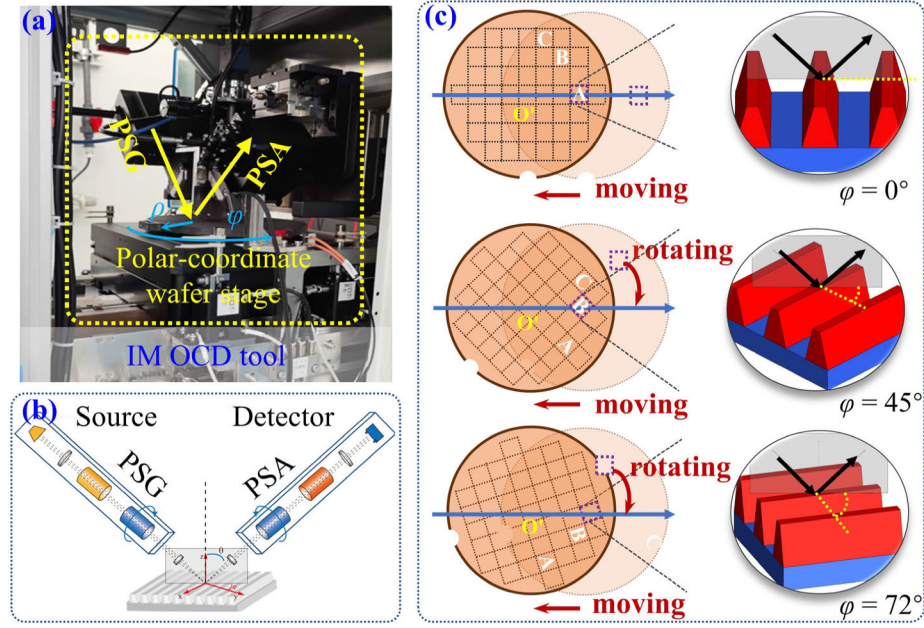 (a)
PSG
PSA
ρ
φ
Polar-coordinate
wafer stage
IM OCD tool
(b)
Source
Detector
PSG
PSA
z
θ
x
y
φ
(c)
C
B
A
O'
moving
φ = 0°
rotating
C
B
O'
A
moving
φ = 45°
rotating
O'
B
A
C
moving
φ = 72°